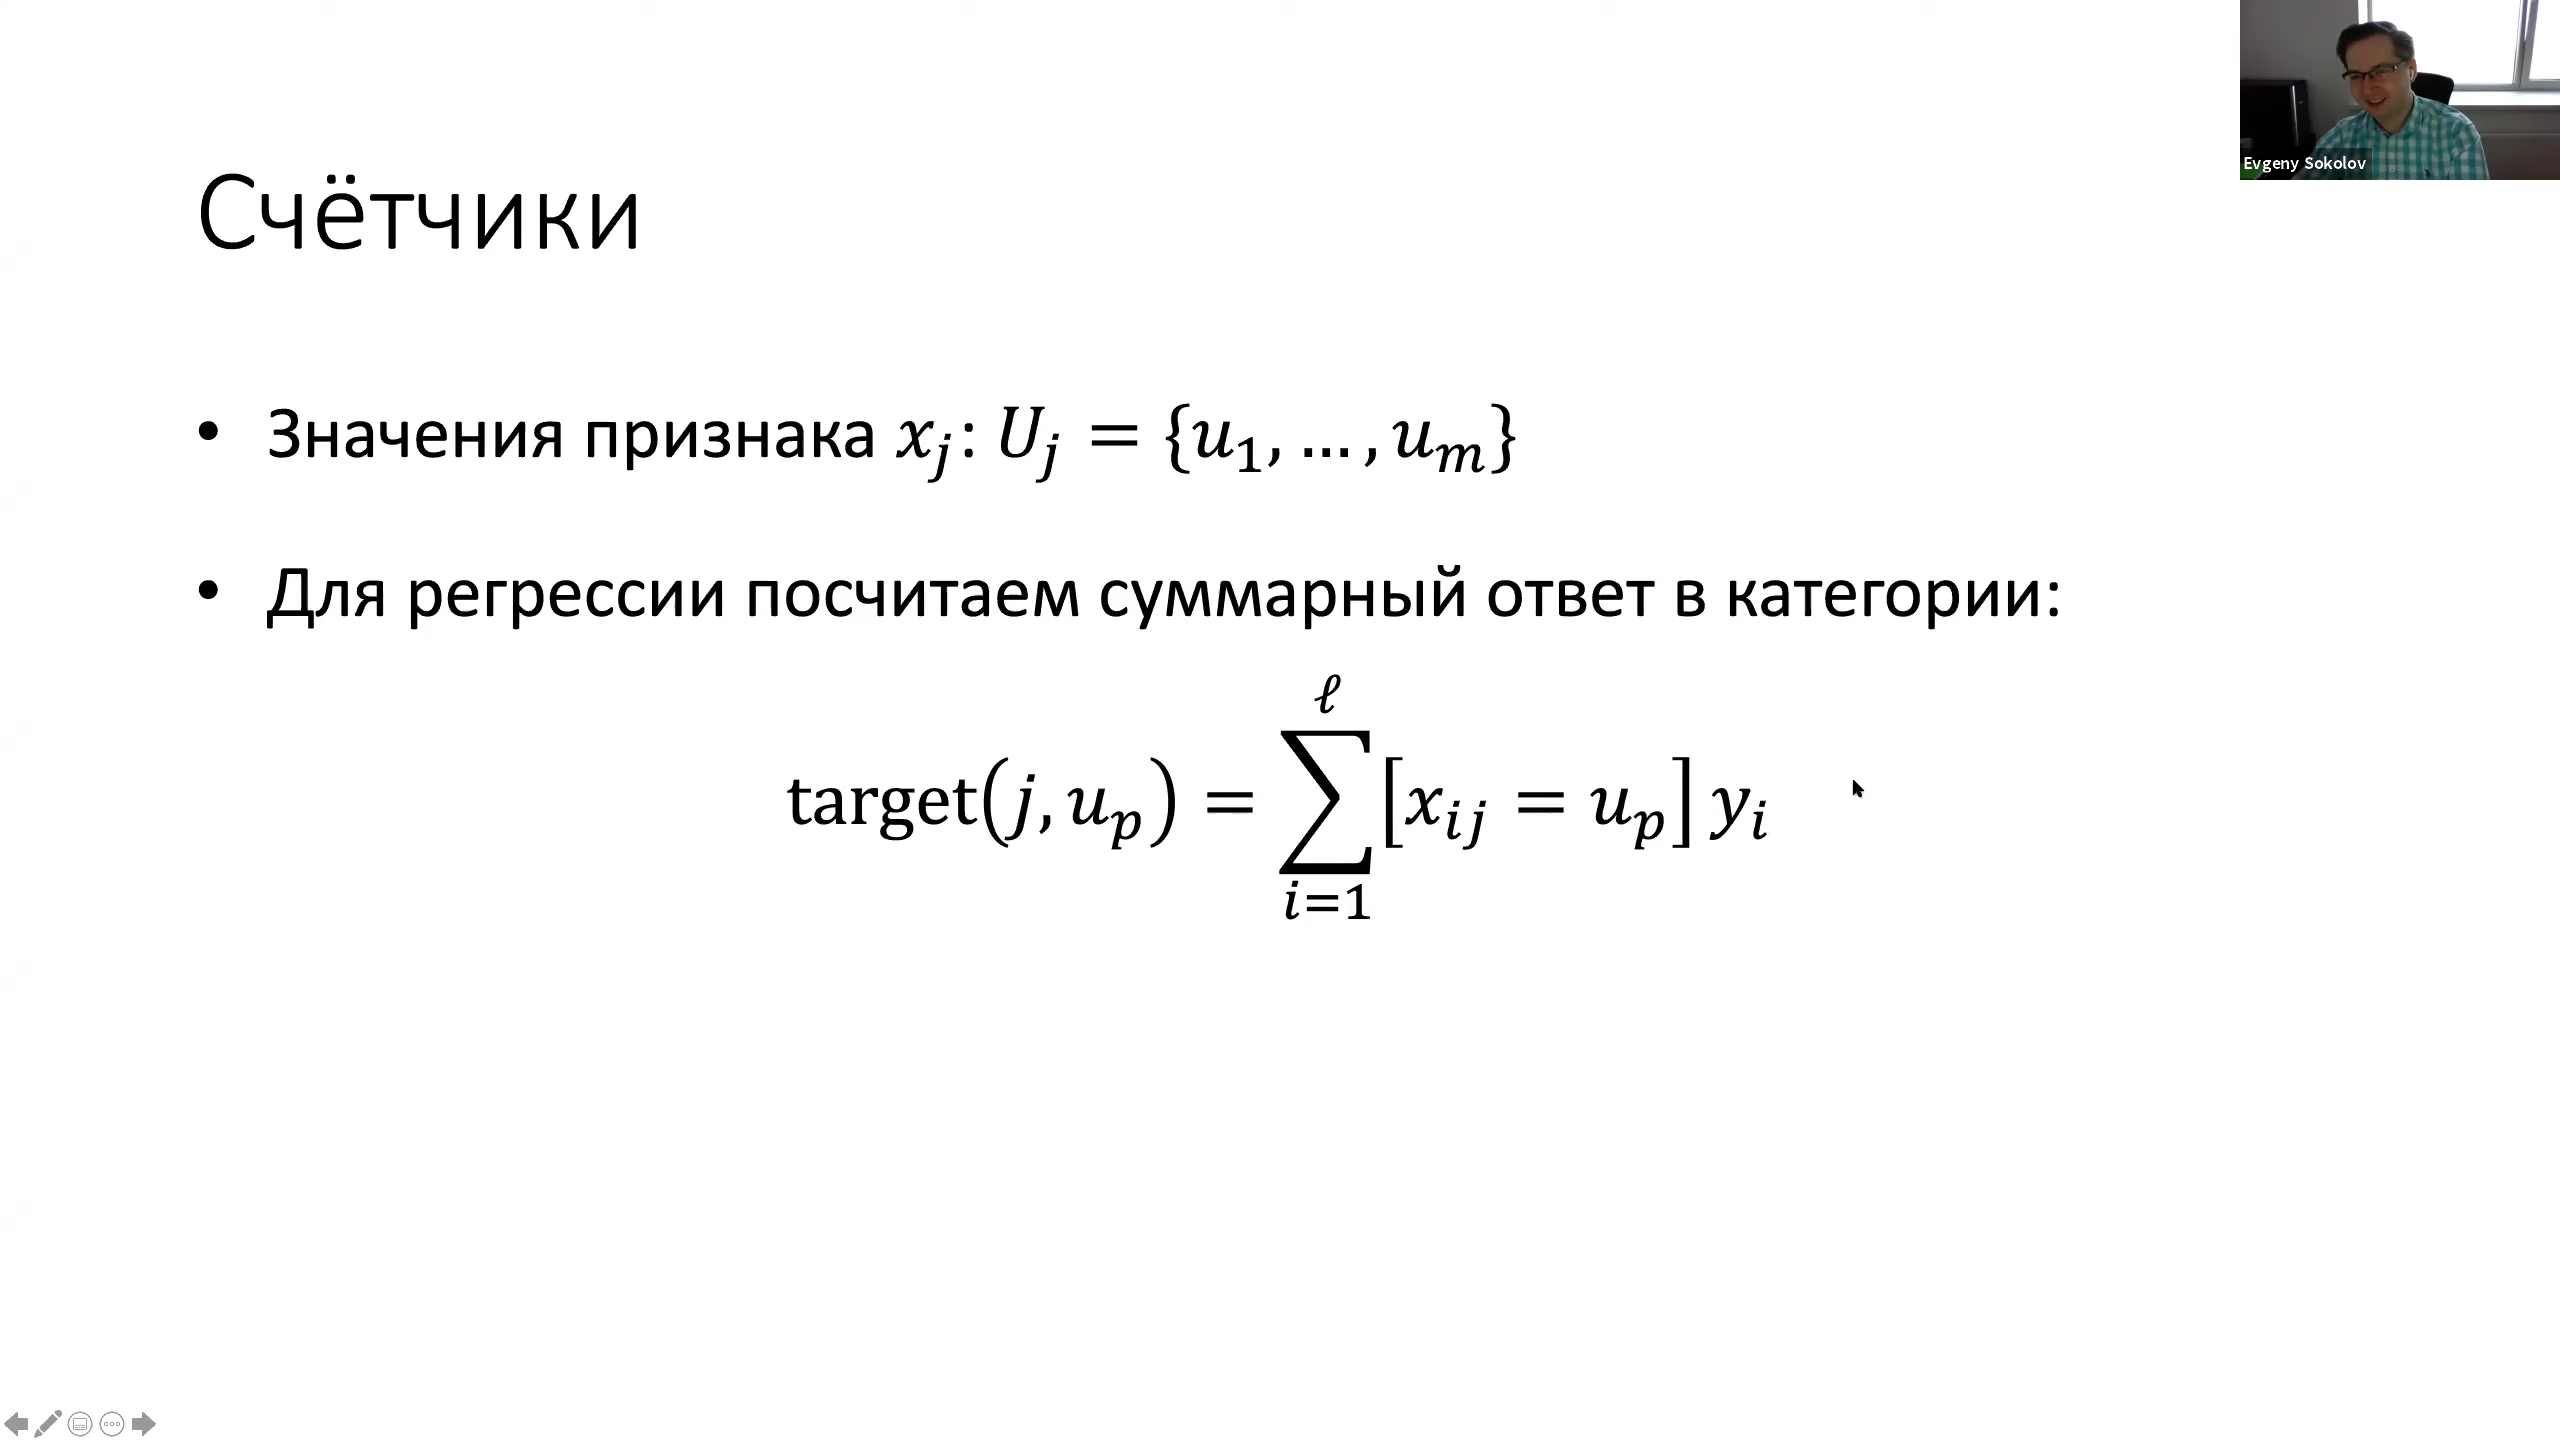 Evgeny Sokolov
Счётчики
• Значения признака x_j: U_j = {u_1, … , u_m}
• Для регрессии посчитаем суммарный ответ в категории:
target(j, u_p) = ∑_{i=1}^{ℓ} [x_{ij} = u_p] y_i